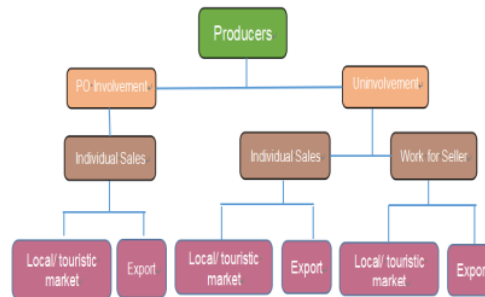 Producers
PO Involvement
Uninvolvement
Individual Sales
Individual Sales
Work for Seller
Local/ touristic
market
Export
Local/ touristic
market
Export
Local/ touristic
market
Export